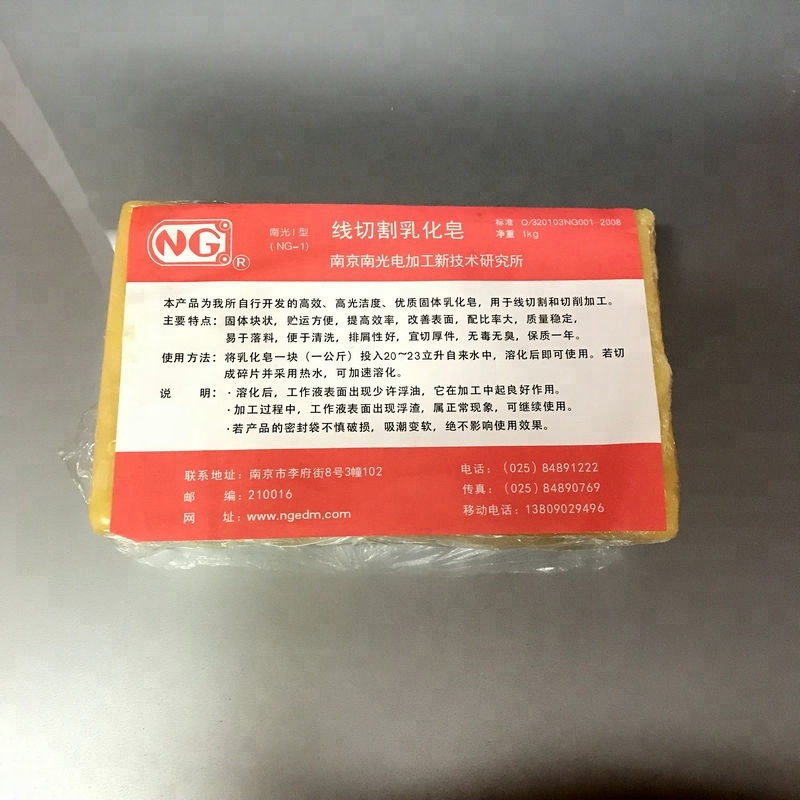 NG ®
南光i型 线切割乳化皂 标准: Q/320103NG001-2008
(NG-1) 净重 1kg
南京南光电加工新技术研究所
本产品为我所自行开发的高效、高光洁度、优质固体乳化皂，用于线切割和切削加工。
主要特点：固体块状，贮运方便，提高效率，改善表面，配比率大，质量稳定，
易于落料，便于清洗，排屑性好，宜切厚件，无毒无臭，保质一年。
使用方法：将乳化皂一块（一公斤）投入20～23立升自来水中，溶化后即可使用。若切
成碎片并采用热水，可加速溶化。
说 明：·溶化后，工作液表面出现少许浮油，它在加工中起良好作用。
·加工过程中，工作液表面出现浮渣，属正常现象，可继续使用。
·若产品的密封袋不慎破损，吸潮变软，绝不影响使用效果。
联系地址：南京市李府街8号3幢102 电话：（025）84891222
邮 编：210016 传真：（025）84890769
网 址：www.ngedm.com 移动电话：13809029496